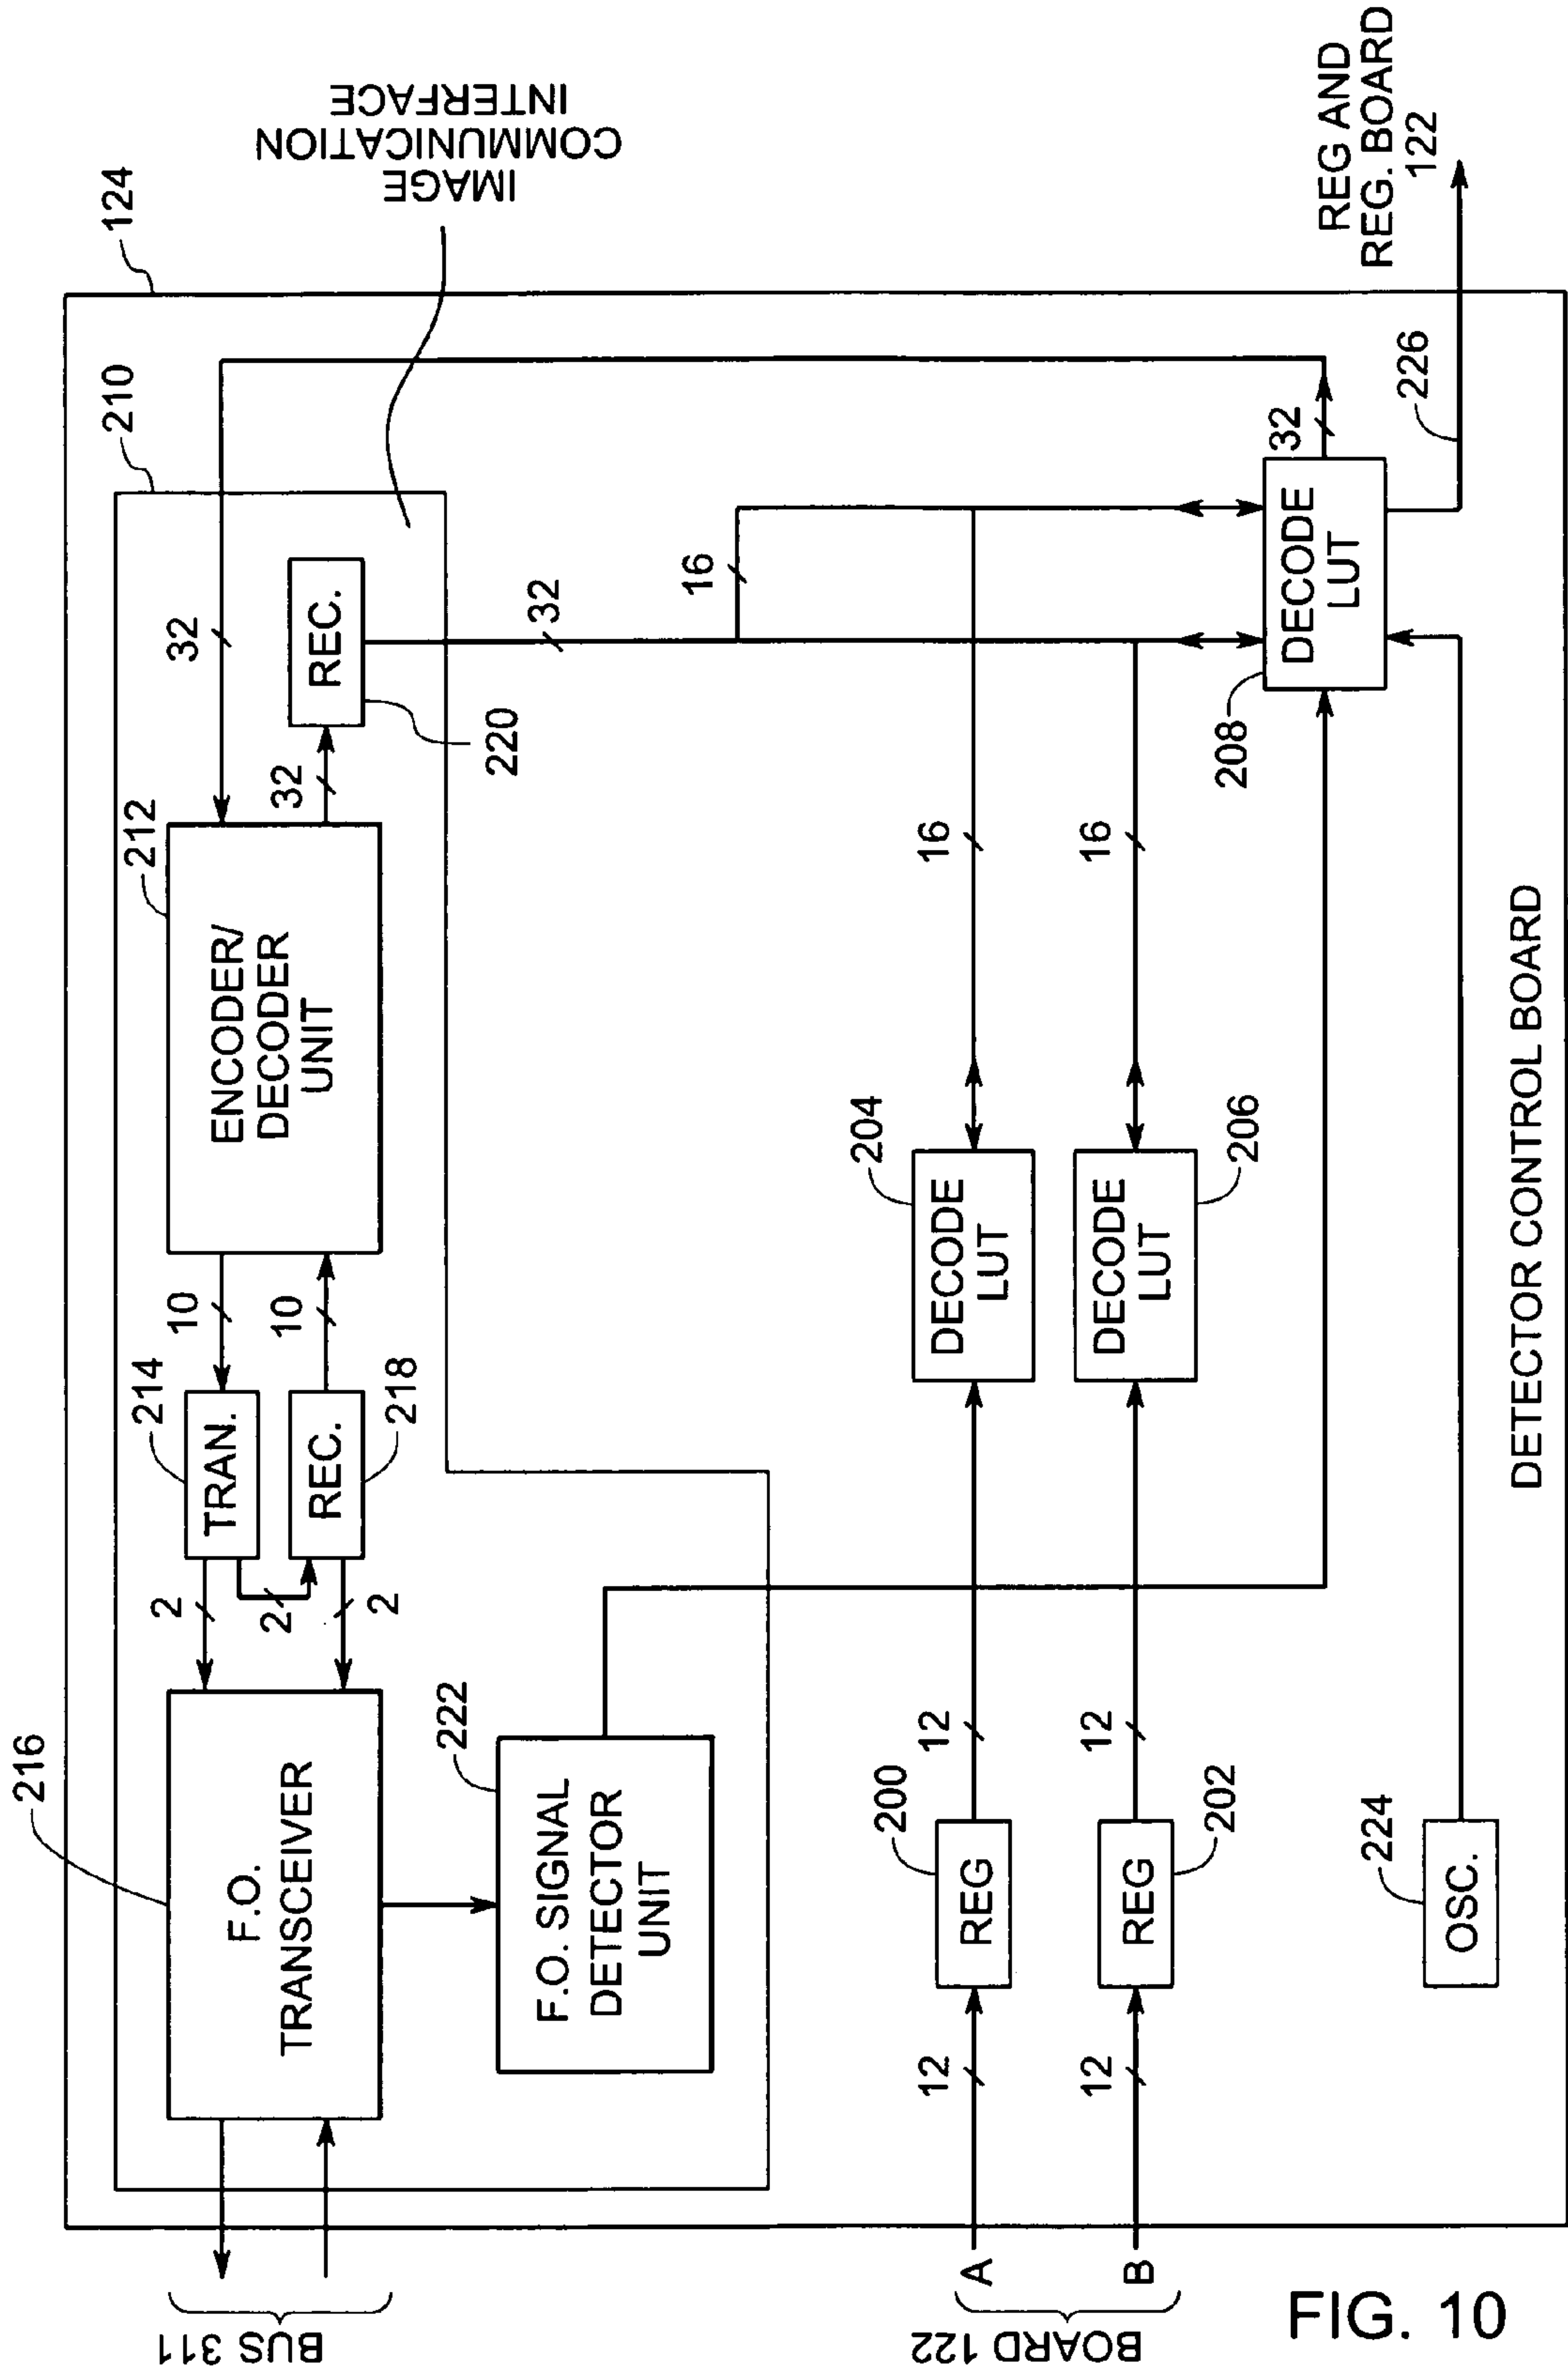 124
210
IMAGE
COMMUNICATION
INTERFACE
216
F.O.
TRANSCEIVER
2
2
2
214
TRAN.
REC.
218
10
10
212
ENCODER/
DECODER
UNIT
32
32
REC.
220
32
16
BUS 311
222
F.O. SIGNAL
DETECTOR
UNIT
BOARD 122
A
B
12
12
200
REG
REG
202
12
12
204
DECODE
LUT
DECODE
LUT
206
16
16
208
DECODE
LUT
32
226
REG AND
REG. BOARD
122
224
OSC.
DETECTOR CONTROL BOARD
FIG. 10